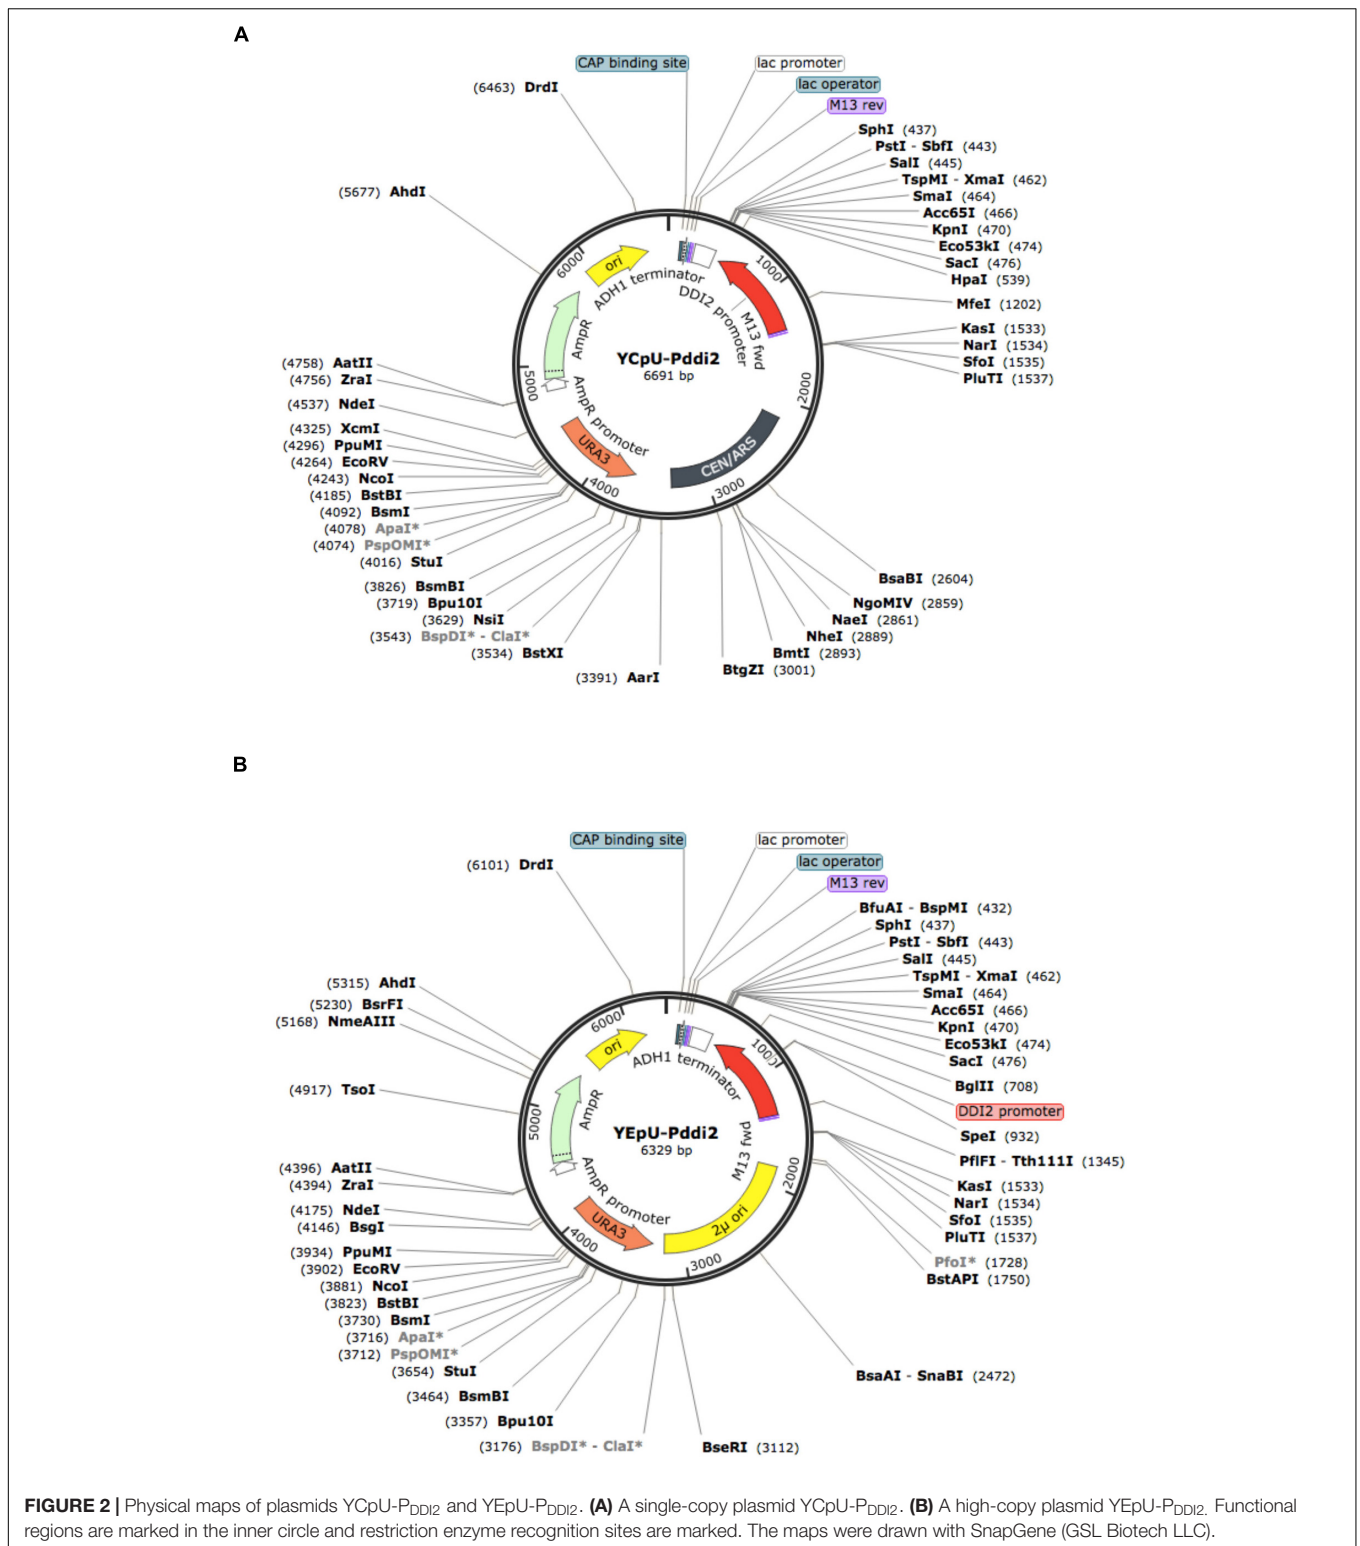 A
CAP binding site
lac promoter
lac operator
M13 rev
(6463) DrdI
(5677) AhdI
SphI (437)
PstI - SbfI (443)
SalI (445)
TspMI - XmaI (462)
SmaI (464)
Acc65I (466)
KpnI (470)
Eco53kI (474)
SacI (476)
HpaI (539)
MfeI (1202)
KasI (1533)
NarI (1534)
SfoI (1535)
PluTI (1537)
6000
1000
5000
2000
4000
3000
ori
ADH1 terminator
DDI2 promoter
M13 fwd
AmpR
AmpR promoter
URA3
CEN/ARS
YCpU-Pddi2
6691 bp
(4758) AatII
(4756) ZraI
(4537) NdeI
(4325) XcmI
(4296) PpuMI
(4264) EcoRV
(4243) NcoI
(4185) BstBI
(4092) BsmI
(4078) ApaI*
(4074) PspOMI*
(4016) StuI
(3826) BsmBI
(3719) Bpu10I
(3629) NsiI
(3543) BspDI* - ClaI*
(3534) BstXI
(3391) AarI
BsaBI (2604)
NgoMIV (2859)
NaeI (2861)
NheI (2889)
BmtI (2893)
BtgZI (3001)
B
CAP binding site
lac promoter
lac operator
M13 rev
(6101) DrdI
(5315) AhdI
(5230) BsrFI
(5168) NmeAIII
(4917) TsoI
BfuAI - BspMI (432)
SphI (437)
PstI - SbfI (443)
SalI (445)
TspMI - XmaI (462)
SmaI (464)
Acc65I (466)
KpnI (470)
Eco53kI (474)
SacI (476)
BglII (708)
DDI2 promoter
SpeI (932)
PflFI - Tth111I (1345)
KasI (1533)
NarI (1534)
SfoI (1535)
PluTI (1537)
PfoI* (1728)
BstAPI (1750)
6000
1000
5000
2000
4000
3000
ori
ADH1 terminator
M13 fwd
AmpR
AmpR promoter
URA3
2μ ori
YEpU-Pddi2
6329 bp
(4396) AatII
(4394) ZraI
(4175) NdeI
(4146) BsgI
(3934) PpuMI
(3902) EcoRV
(3881) NcoI
(3823) BstBI
(3730) BsmI
(3716) ApaI*
(3712) PspOMI*
(3654) StuI
(3464) BsmBI
(3357) Bpu10I
(3176) BspDI* - ClaI*
BseRI (3112)
BsaAI - SnaBI (2472)
FIGURE 2 | Physical maps of plasmids YCpU-PDDI2 and YEpU-PDDI2. (A) A single-copy plasmid YCpU-PDDI2. (B) A high-copy plasmid YEpU-PDDI2. Functional
regions are marked in the inner circle and restriction enzyme recognition sites are marked. The maps were drawn with SnapGene (GSL Biotech LLC).